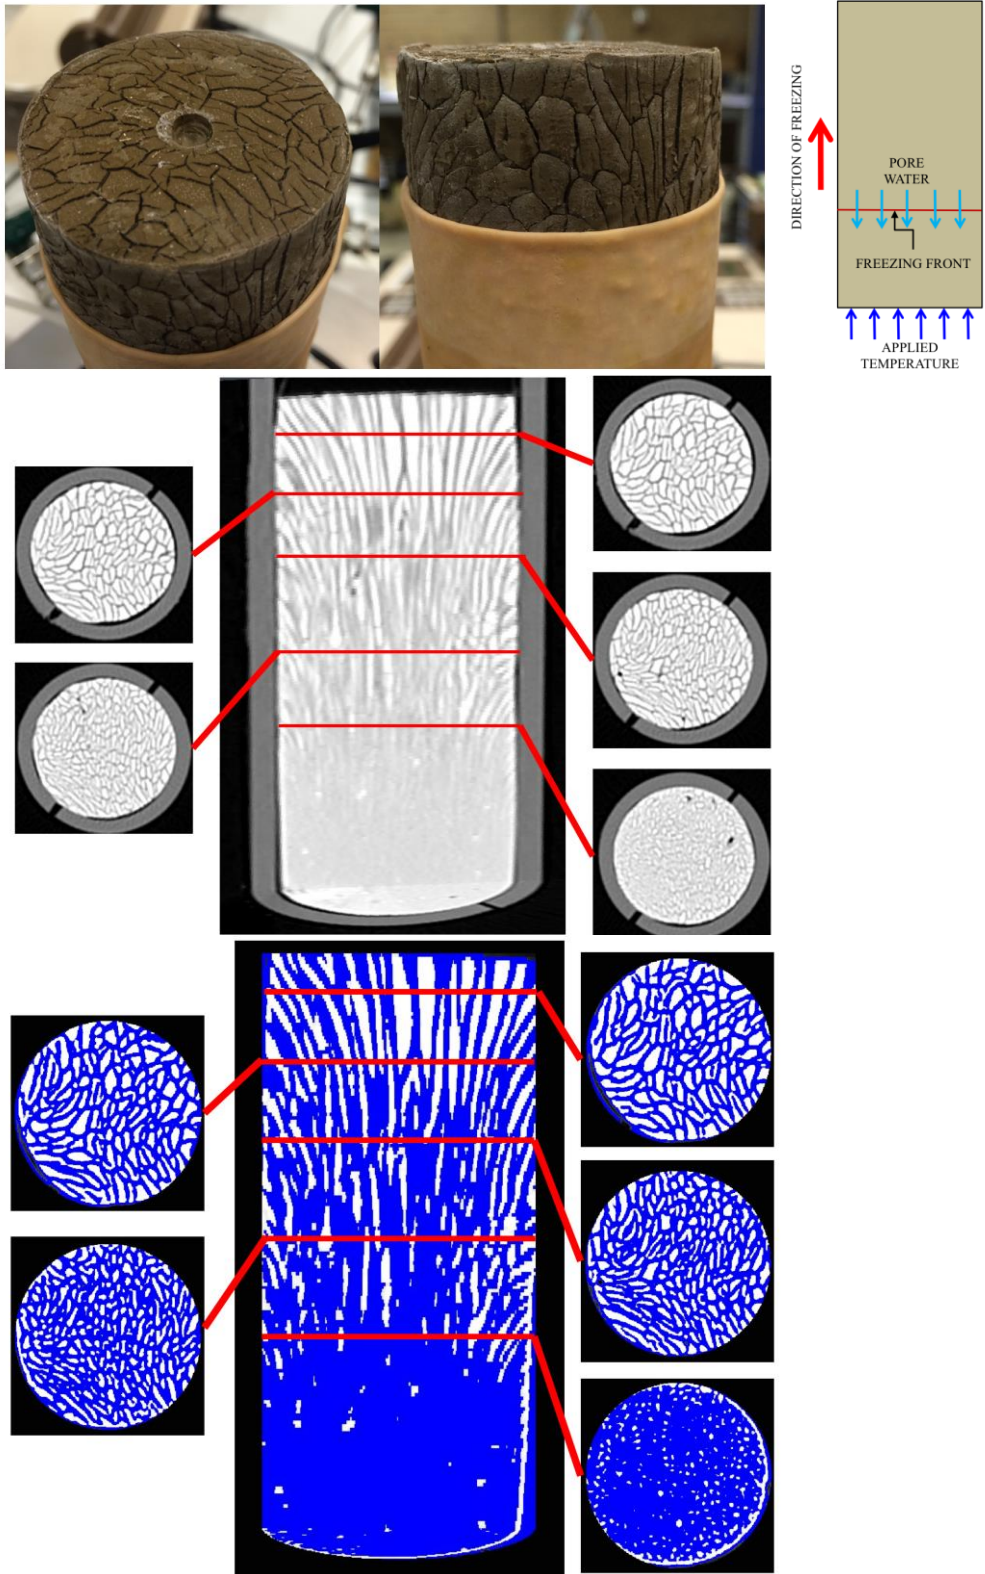 DIRECTION OF FREEZING
PORE
WATER
FREEZING FRONT
APPLIED
TEMPERATURE